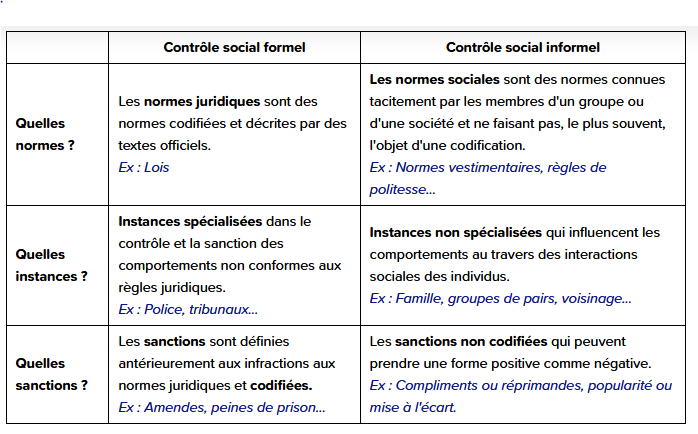 Contrôle social formel
Contrôle social informel
Quelles
normes ?
Les normes juridiques sont des
normes codifiées et décrites par des
textes officiels.
Ex : Lois
Les normes sociales sont des normes connues
tacitement par les membres d'un groupe ou
d'une société et ne faisant pas, le plus souvent,
l'objet d'une codification.
Ex : Normes vestimentaires, règles de
politesse...
Quelles
instances ?
Instances spécialisées dans le
contrôle et la sanction des
comportements non conformes aux
règles juridiques.
Ex : Police, tribunaux...
Instances non spécialisées qui influencent les
comportements au travers des interactions
sociales des individus.
Ex : Famille, groupes de pairs, voisinage...
Quelles
sanctions ?
Les sanctions sont définies
antérieurement aux infractions aux
normes juridiques et codifiées.
Ex : Amendes, peines de prison...
Les sanctions non codifiées qui peuvent
prendre une forme positive comme négative.
Ex : Compliments ou réprimandes, popularité ou
mise à l'écart.